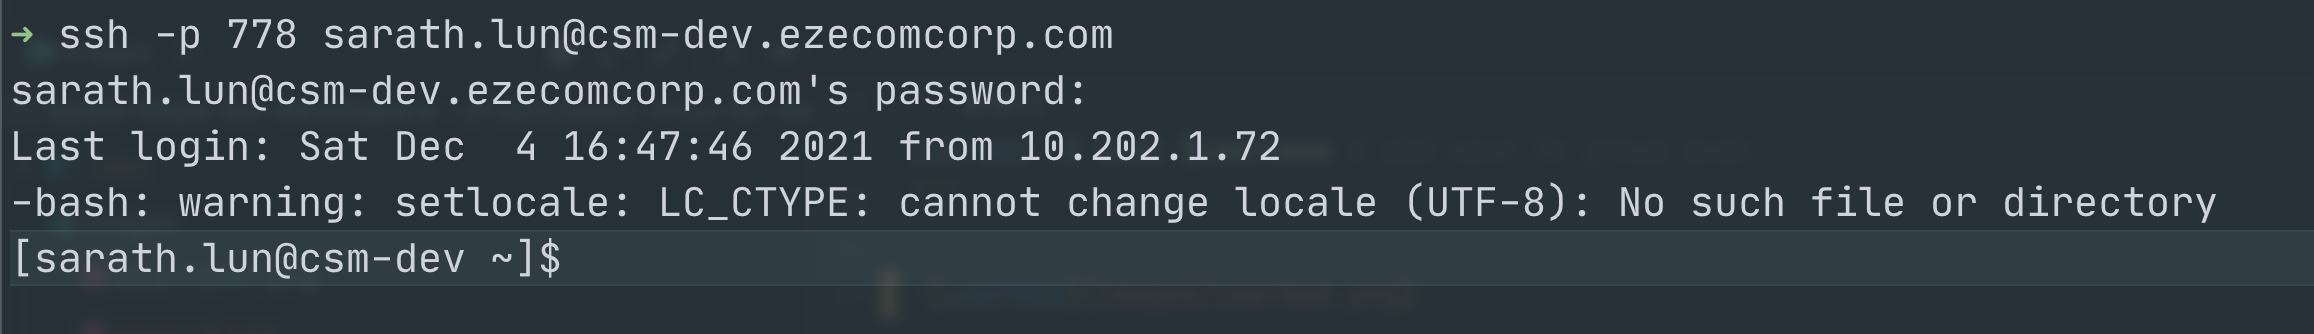 → ssh -p 778 sarath.lun@csm-dev.ezecomcorp.com
sarath.lun@csm-dev.ezecomcorp.com's password:
Last login: Sat Dec  4 16:47:46 2021 from 10.202.1.72
-bash: warning: setlocale: LC_CTYPE: cannot change locale (UTF-8): No such file or directory
[sarath.lun@csm-dev ~]$